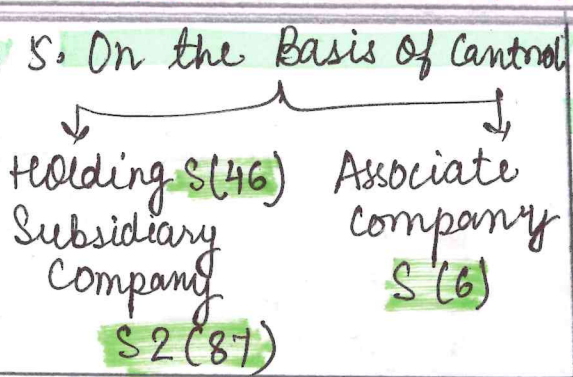 5. On the Basis of Control
Holding S(46)
Subsidiary
Company
S2(87)
Associate
Company
S(6)